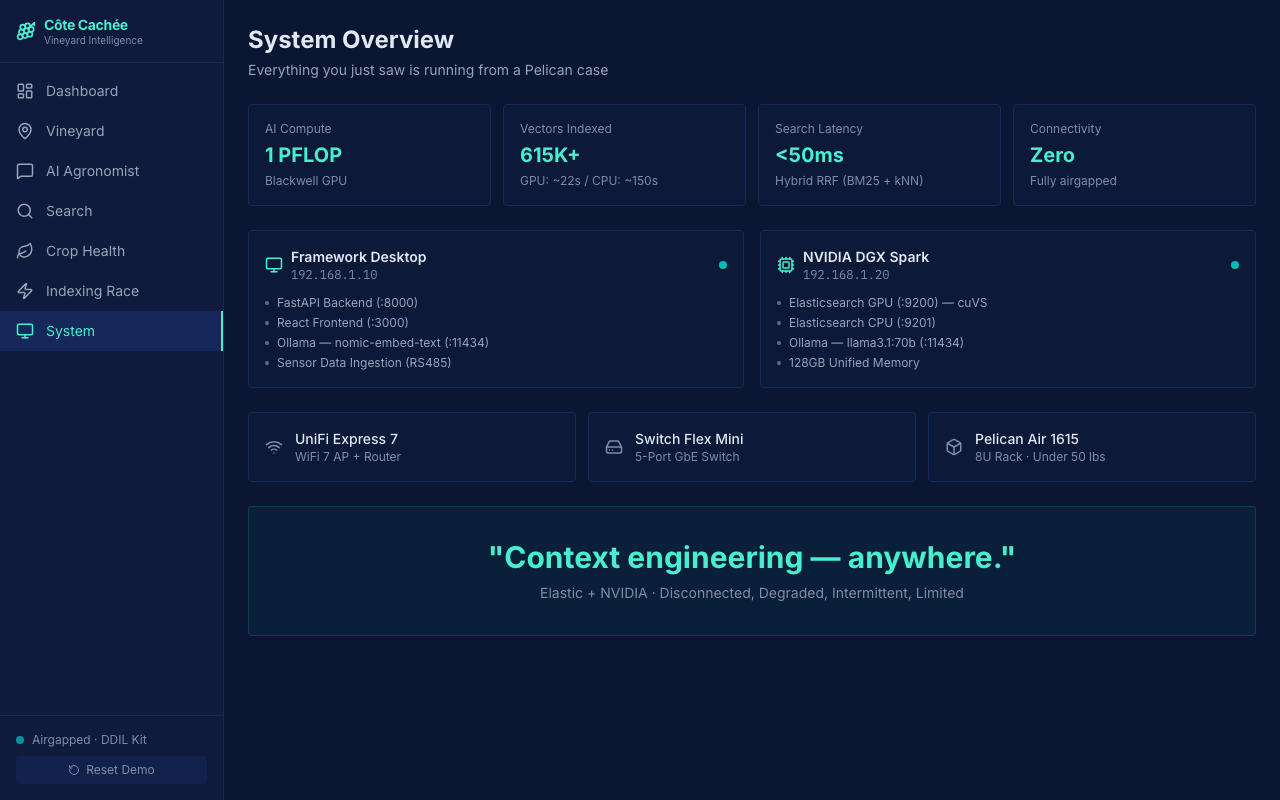 Côte Cachée
Vineyard Intelligence
Dashboard
Vineyard
AI Agronomist
Search
Crop Health
Indexing Race
System
Airgapped · DDIL Kit
Reset Demo
System Overview
Everything you just saw is running from a Pelican case
AI Compute
1 PFLOP
Blackwell GPU
Vectors Indexed
615K+
GPU: ~22s / CPU: ~150s
Search Latency
<50ms
Hybrid RRF (BM25 + kNN)
Connectivity
Zero
Fully airgapped
Framework Desktop
192.168.1.10
FastAPI Backend (:8000)
React Frontend (:3000)
Ollama — nomic-embed-text (:11434)
Sensor Data Ingestion (RS485)
NVIDIA DGX Spark
192.168.1.20
Elasticsearch GPU (:9200) — cuVS
Elasticsearch CPU (:9201)
Ollama — llama3.1:70b (:11434)
128GB Unified Memory
UniFi Express 7
WiFi 7 AP + Router
Switch Flex Mini
5-Port GbE Switch
Pelican Air 1615
8U Rack · Under 50 lbs
"Context engineering — anywhere."
Elastic + NVIDIA · Disconnected, Degraded, Intermittent, Limited